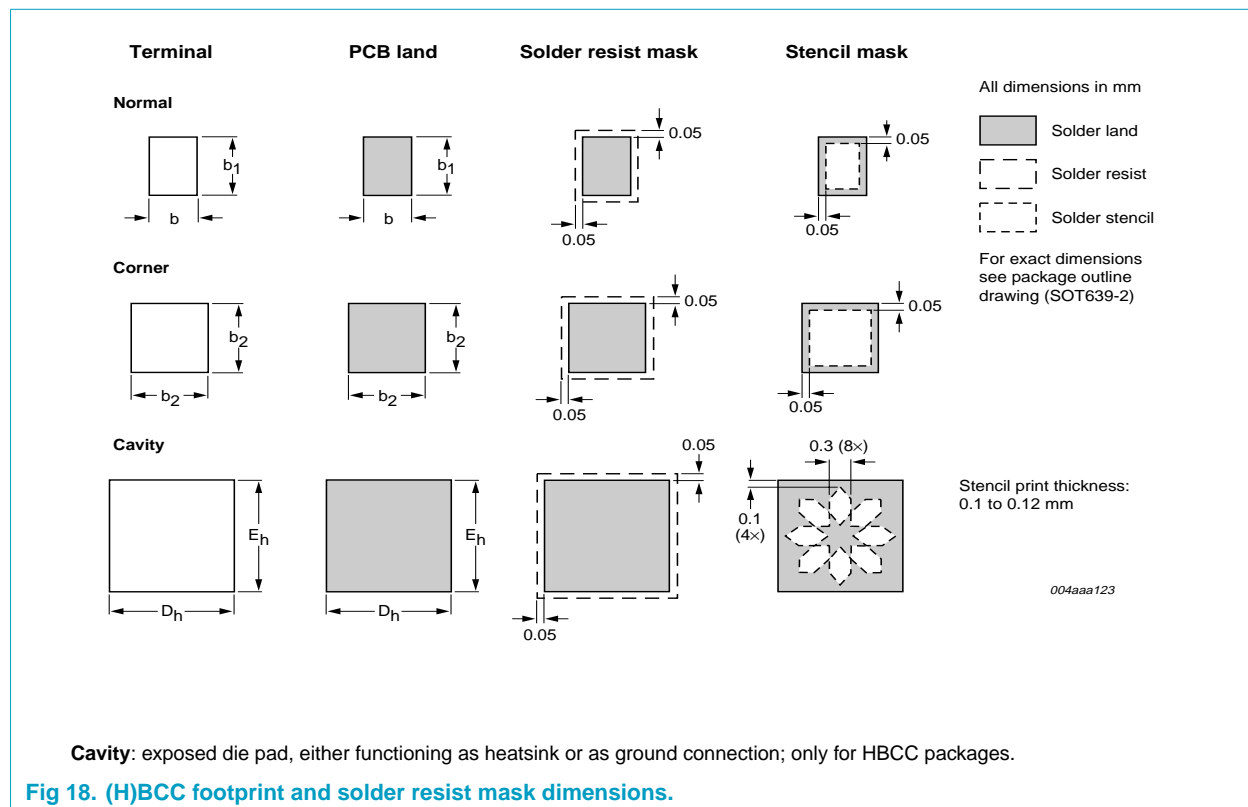 Terminal
PCB land
Solder resist mask
Stencil mask
All dimensions in mm
Solder land
Solder resist
Solder stencil
For exact dimensions
see package outline
drawing (SOT639-2)
Normal
b1
b
b1
b
0.05
0.05
0.05
0.05
Corner
b2
b2
b2
b2
0.05
0.05
0.05
0.05
Cavity
Eh
Dh
Eh
Dh
0.05
0.05
0.3 (8×)
0.1
(4×)
Stencil print thickness:
0.1 to 0.12 mm
004aaa123
Cavity: exposed die pad, either functioning as heatsink or as ground connection; only for HBCC packages.
Fig 18. (H)BCC footprint and solder resist mask dimensions.